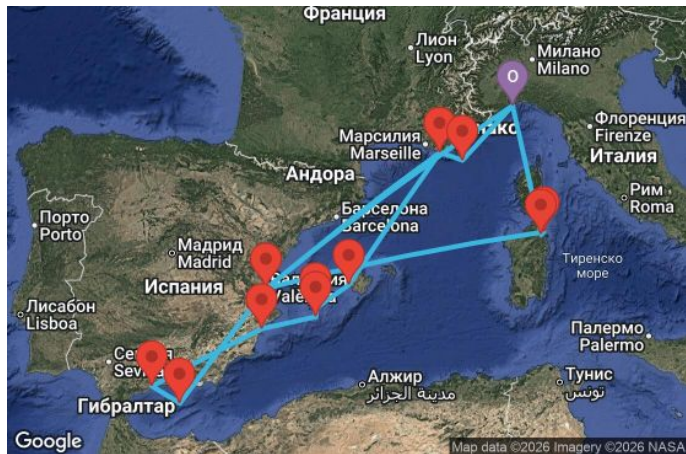 Франция
Лион
Lyon
Милано
Milano
O
Марсилия
Marseille
Флоренция
Firenze
Италия
Андора
Порто
Porto
Барселона
Barcelona
Рим
Roma
Мадрид
Madrid
Испания
València
Тиренско
море
Лисабон
Lisboa
Палермо
Palermo
Гибралтар
Алжир
مدينة الجزائر
Тунис
تونس
Google
Map data ©2026 Imagery ©2026 NASA